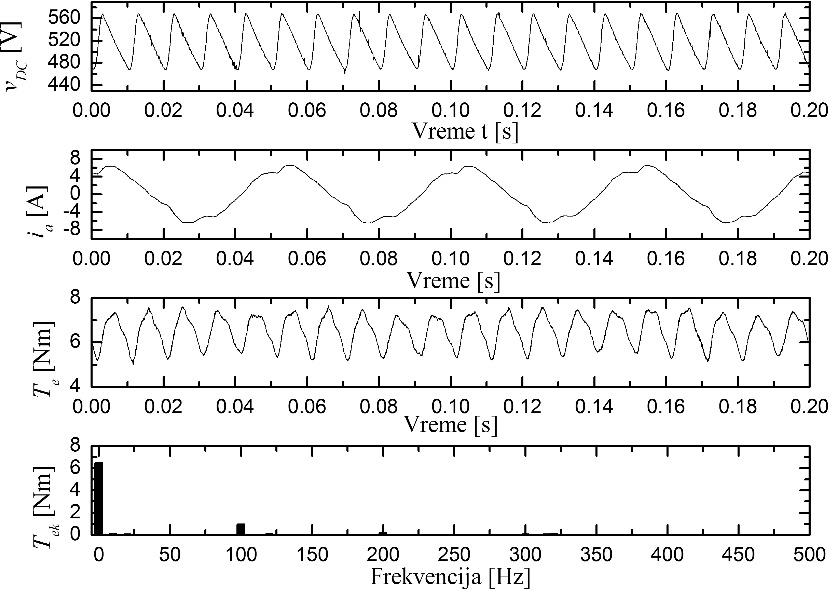 560
520
480
440
v_DC [V]
0.00 0.02 0.04 0.06 0.08 0.10 0.12 0.14 0.16 0.18 0.20
Vreme t [s]
8
4
0
-4
-8
i_a [A]
0.00 0.02 0.04 0.06 0.08 0.10 0.12 0.14 0.16 0.18 0.20
Vreme [s]
8
6
4
T_e [Nm]
0.00 0.02 0.04 0.06 0.08 0.10 0.12 0.14 0.16 0.18 0.20
Vreme [s]
8
6
4
2
0
T_ek [Nm]
0 50 100 150 200 250 300 350 400 450 500
Frekvencija [Hz]